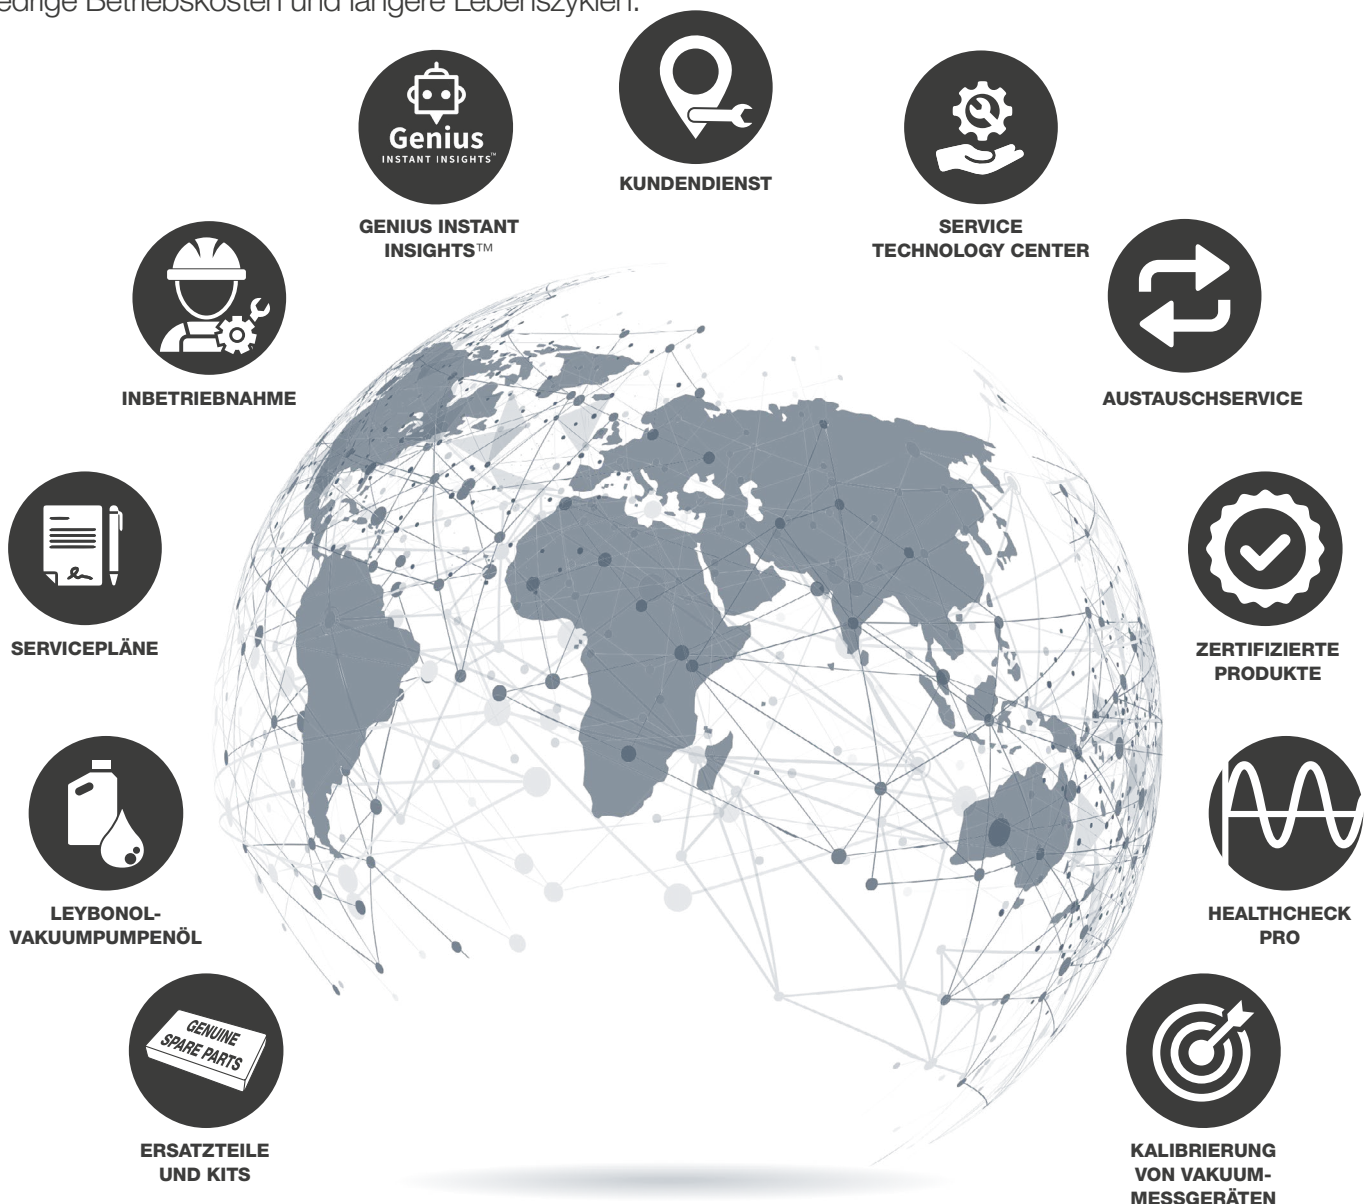 edrige Betriebskosten und längere Lebenszyklen.
Genius
INSTANT INSIGHTS™
GENIUS INSTANT
INSIGHTS™
KUNDENDIENST
SERVICE
TECHNOLOGY CENTER
INBETRIEBNAHME
AUSTAUSCHSERVICE
SERVICEPLÄNE
ZERTIFIZIERTE
PRODUKTE
LEYBONOL-
VAKUUMPUMPENÖL
HEALTHCHECK
PRO
GENUINE
SPARE PARTS
ERSATZTEILE
UND KITS
KALIBRIERUNG
VON VAKUUM-
MESSGERÄTEN